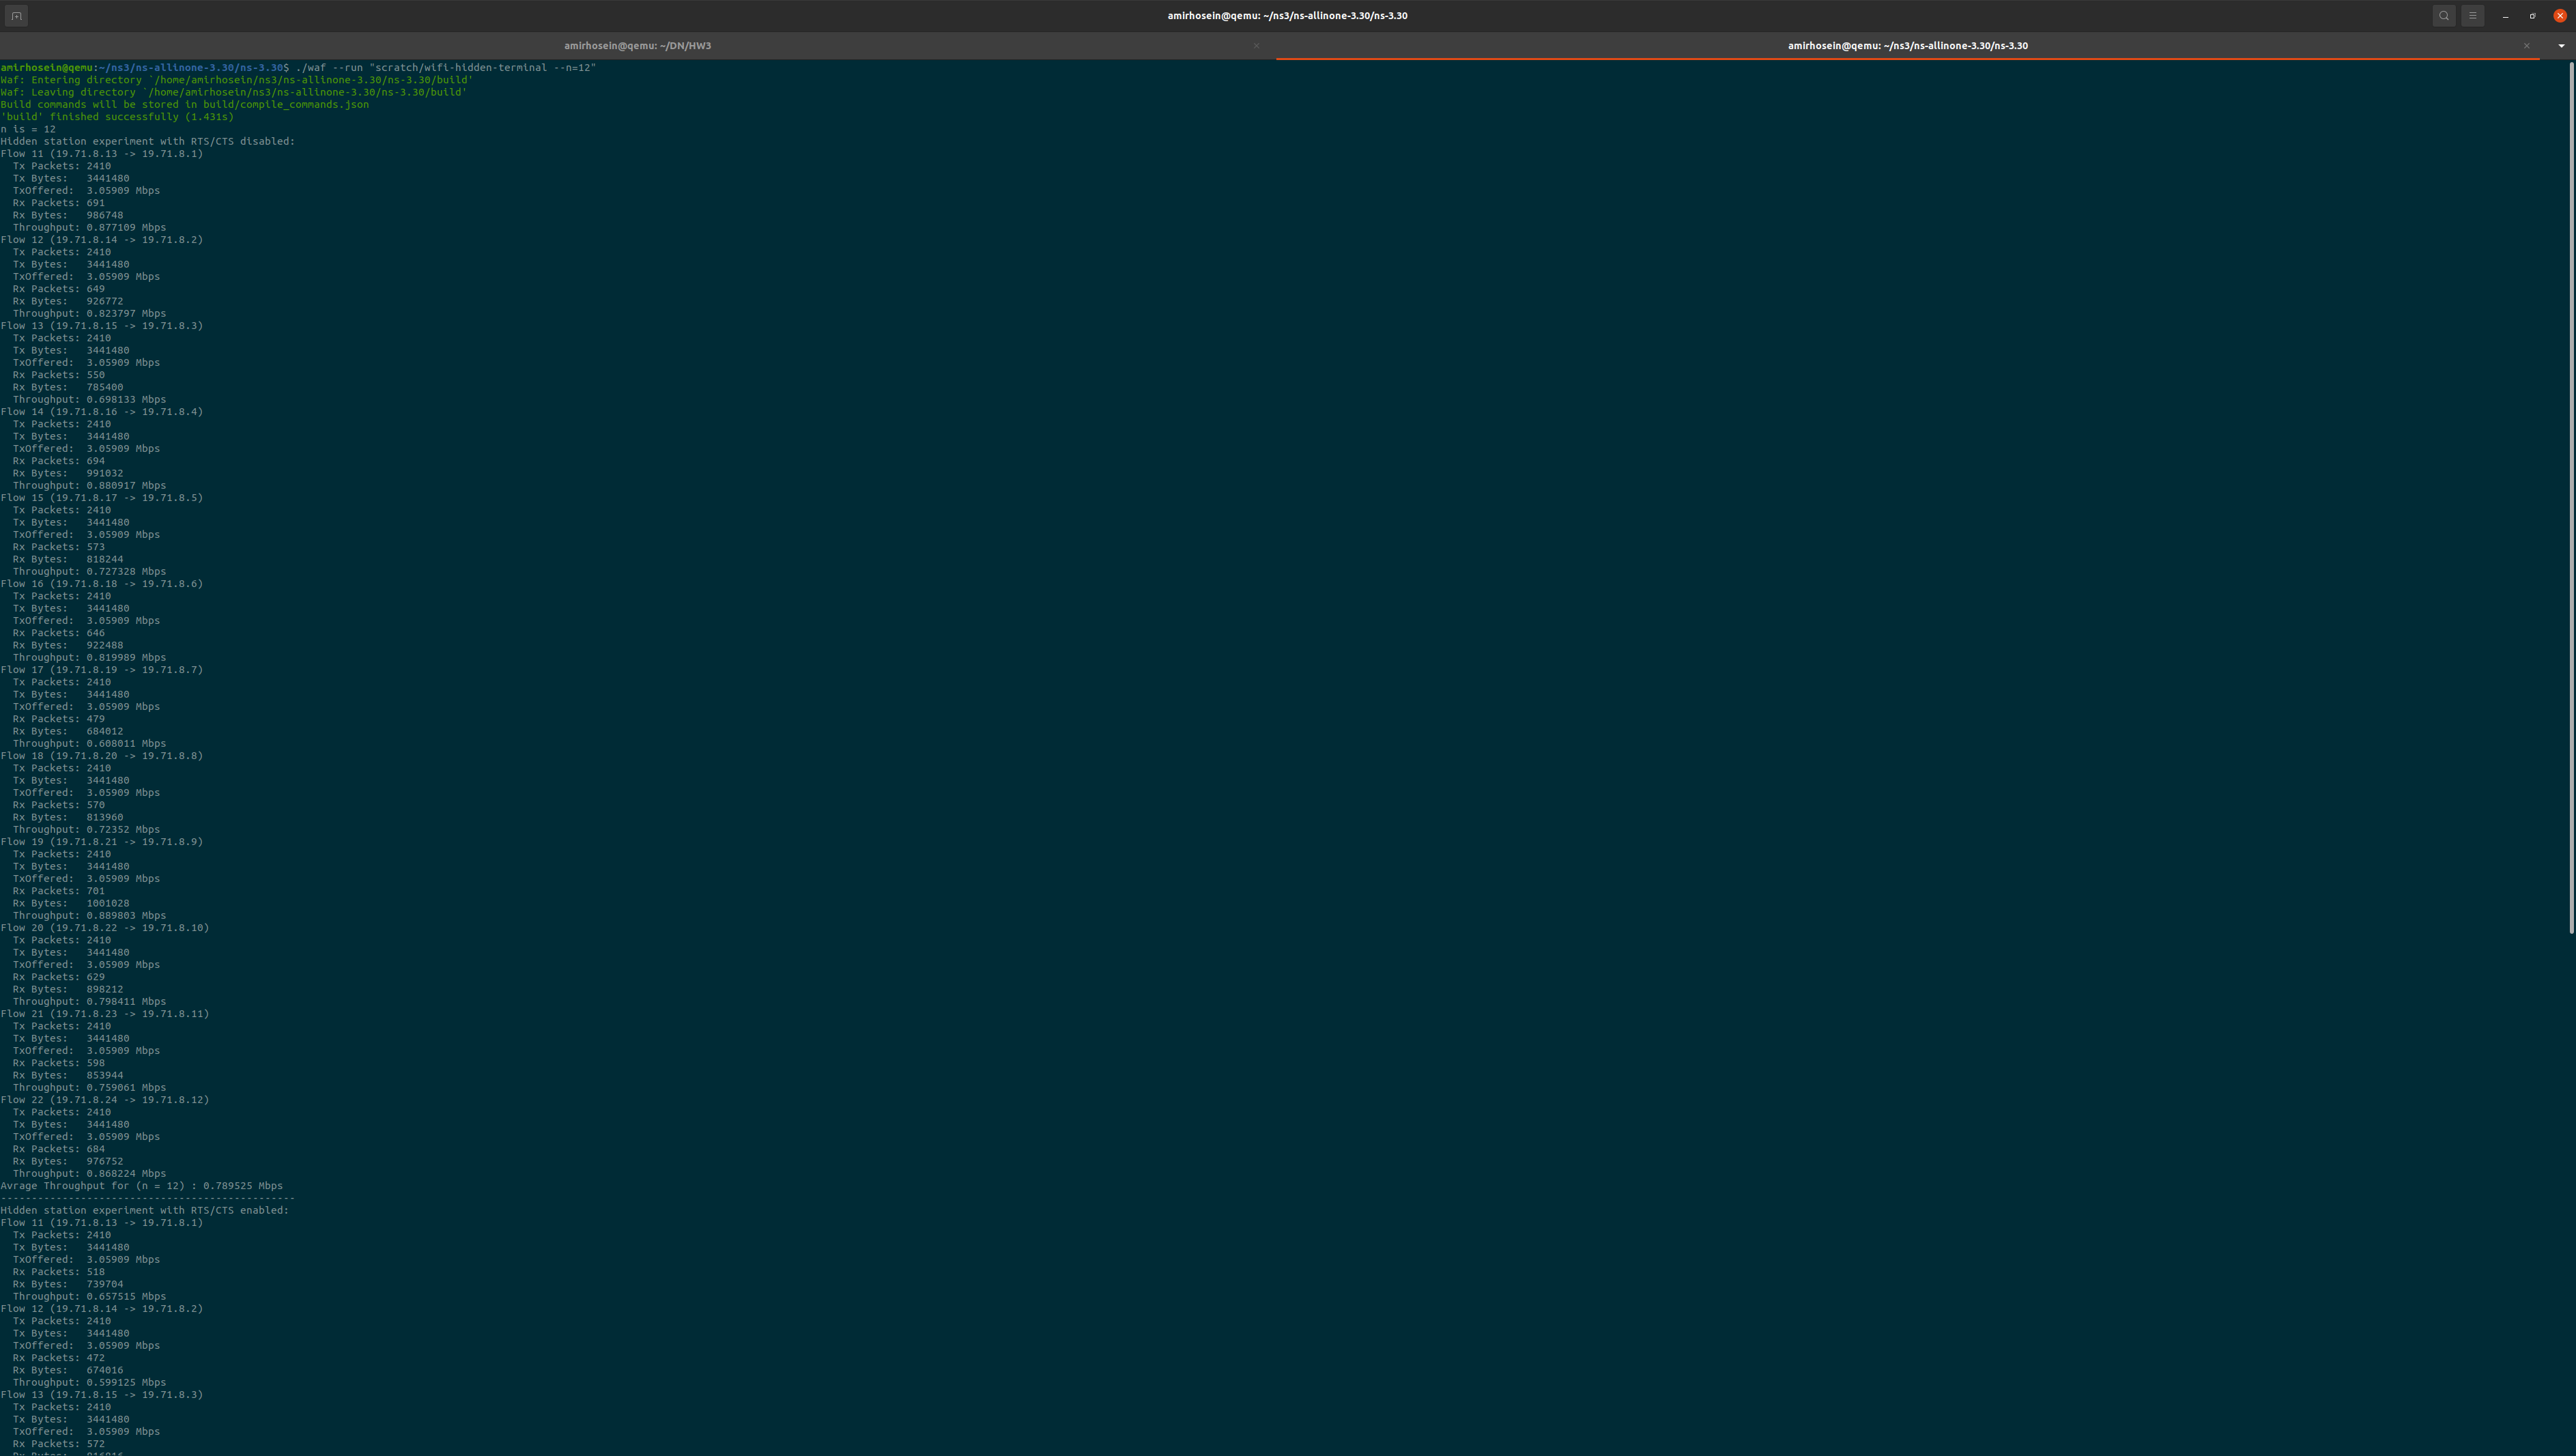 amirhosein@qemu: ~/ns3/ns-allinone-3.30/ns-3.30
amirhosein@qemu: ~/DN/HW3
amirhosein@qemu: ~/ns3/ns-allinone-3.30/ns-3.30
amirhosein@qemu:~/ns3/ns-allinone-3.30/ns-3.30$ ./waf --run "scratch/wifi-hidden-terminal --n=12"
Waf: Entering directory `/home/amirhosein/ns3/ns-allinone-3.30/ns-3.30/build'
Waf: Leaving directory `/home/amirhosein/ns3/ns-allinone-3.30/ns-3.30/build'
Build commands will be stored in build/compile_commands.json
'build' finished successfully (1.431s)
n is = 12
Hidden station experiment with RTS/CTS disabled:
Flow 11 (19.71.8.13 -> 19.71.8.1)
  Tx Packets: 2410
  Tx Bytes:   3441480
  TxOffered:  3.05909 Mbps
  Rx Packets: 691
  Rx Bytes:   986748
  Throughput: 0.877109 Mbps
Flow 12 (19.71.8.14 -> 19.71.8.2)
  Tx Packets: 2410
  Tx Bytes:   3441480
  TxOffered:  3.05909 Mbps
  Rx Packets: 649
  Rx Bytes:   926772
  Throughput: 0.823797 Mbps
Flow 13 (19.71.8.15 -> 19.71.8.3)
  Tx Packets: 2410
  Tx Bytes:   3441480
  TxOffered:  3.05909 Mbps
  Rx Packets: 550
  Rx Bytes:   785400
  Throughput: 0.698133 Mbps
Flow 14 (19.71.8.16 -> 19.71.8.4)
  Tx Packets: 2410
  Tx Bytes:   3441480
  TxOffered:  3.05909 Mbps
  Rx Packets: 694
  Rx Bytes:   991032
  Throughput: 0.880917 Mbps
Flow 15 (19.71.8.17 -> 19.71.8.5)
  Tx Packets: 2410
  Tx Bytes:   3441480
  TxOffered:  3.05909 Mbps
  Rx Packets: 573
  Rx Bytes:   818244
  Throughput: 0.727328 Mbps
Flow 16 (19.71.8.18 -> 19.71.8.6)
  Tx Packets: 2410
  Tx Bytes:   3441480
  TxOffered:  3.05909 Mbps
  Rx Packets: 646
  Rx Bytes:   922488
  Throughput: 0.819989 Mbps
Flow 17 (19.71.8.19 -> 19.71.8.7)
  Tx Packets: 2410
  Tx Bytes:   3441480
  TxOffered:  3.05909 Mbps
  Rx Packets: 479
  Rx Bytes:   684012
  Throughput: 0.608011 Mbps
Flow 18 (19.71.8.20 -> 19.71.8.8)
  Tx Packets: 2410
  Tx Bytes:   3441480
  TxOffered:  3.05909 Mbps
  Rx Packets: 570
  Rx Bytes:   813960
  Throughput: 0.72352 Mbps
Flow 19 (19.71.8.21 -> 19.71.8.9)
  Tx Packets: 2410
  Tx Bytes:   3441480
  TxOffered:  3.05909 Mbps
  Rx Packets: 701
  Rx Bytes:   1001028
  Throughput: 0.889803 Mbps
Flow 20 (19.71.8.22 -> 19.71.8.10)
  Tx Packets: 2410
  Tx Bytes:   3441480
  TxOffered:  3.05909 Mbps
  Rx Packets: 629
  Rx Bytes:   898212
  Throughput: 0.798411 Mbps
Flow 21 (19.71.8.23 -> 19.71.8.11)
  Tx Packets: 2410
  Tx Bytes:   3441480
  TxOffered:  3.05909 Mbps
  Rx Packets: 598
  Rx Bytes:   853944
  Throughput: 0.759061 Mbps
Flow 22 (19.71.8.24 -> 19.71.8.12)
  Tx Packets: 2410
  Tx Bytes:   3441480
  TxOffered:  3.05909 Mbps
  Rx Packets: 684
  Rx Bytes:   976752
  Throughput: 0.868224 Mbps
Avrage Throughput for (n = 12) : 0.789525 Mbps
------------------------------------------------
Hidden station experiment with RTS/CTS enabled:
Flow 11 (19.71.8.13 -> 19.71.8.1)
  Tx Packets: 2410
  Tx Bytes:   3441480
  TxOffered:  3.05909 Mbps
  Rx Packets: 518
  Rx Bytes:   739704
  Throughput: 0.657515 Mbps
Flow 12 (19.71.8.14 -> 19.71.8.2)
  Tx Packets: 2410
  Tx Bytes:   3441480
  TxOffered:  3.05909 Mbps
  Rx Packets: 472
  Rx Bytes:   674016
  Throughput: 0.599125 Mbps
Flow 13 (19.71.8.15 -> 19.71.8.3)
  Tx Packets: 2410
  Tx Bytes:   3441480
  TxOffered:  3.05909 Mbps
  Rx Packets: 572